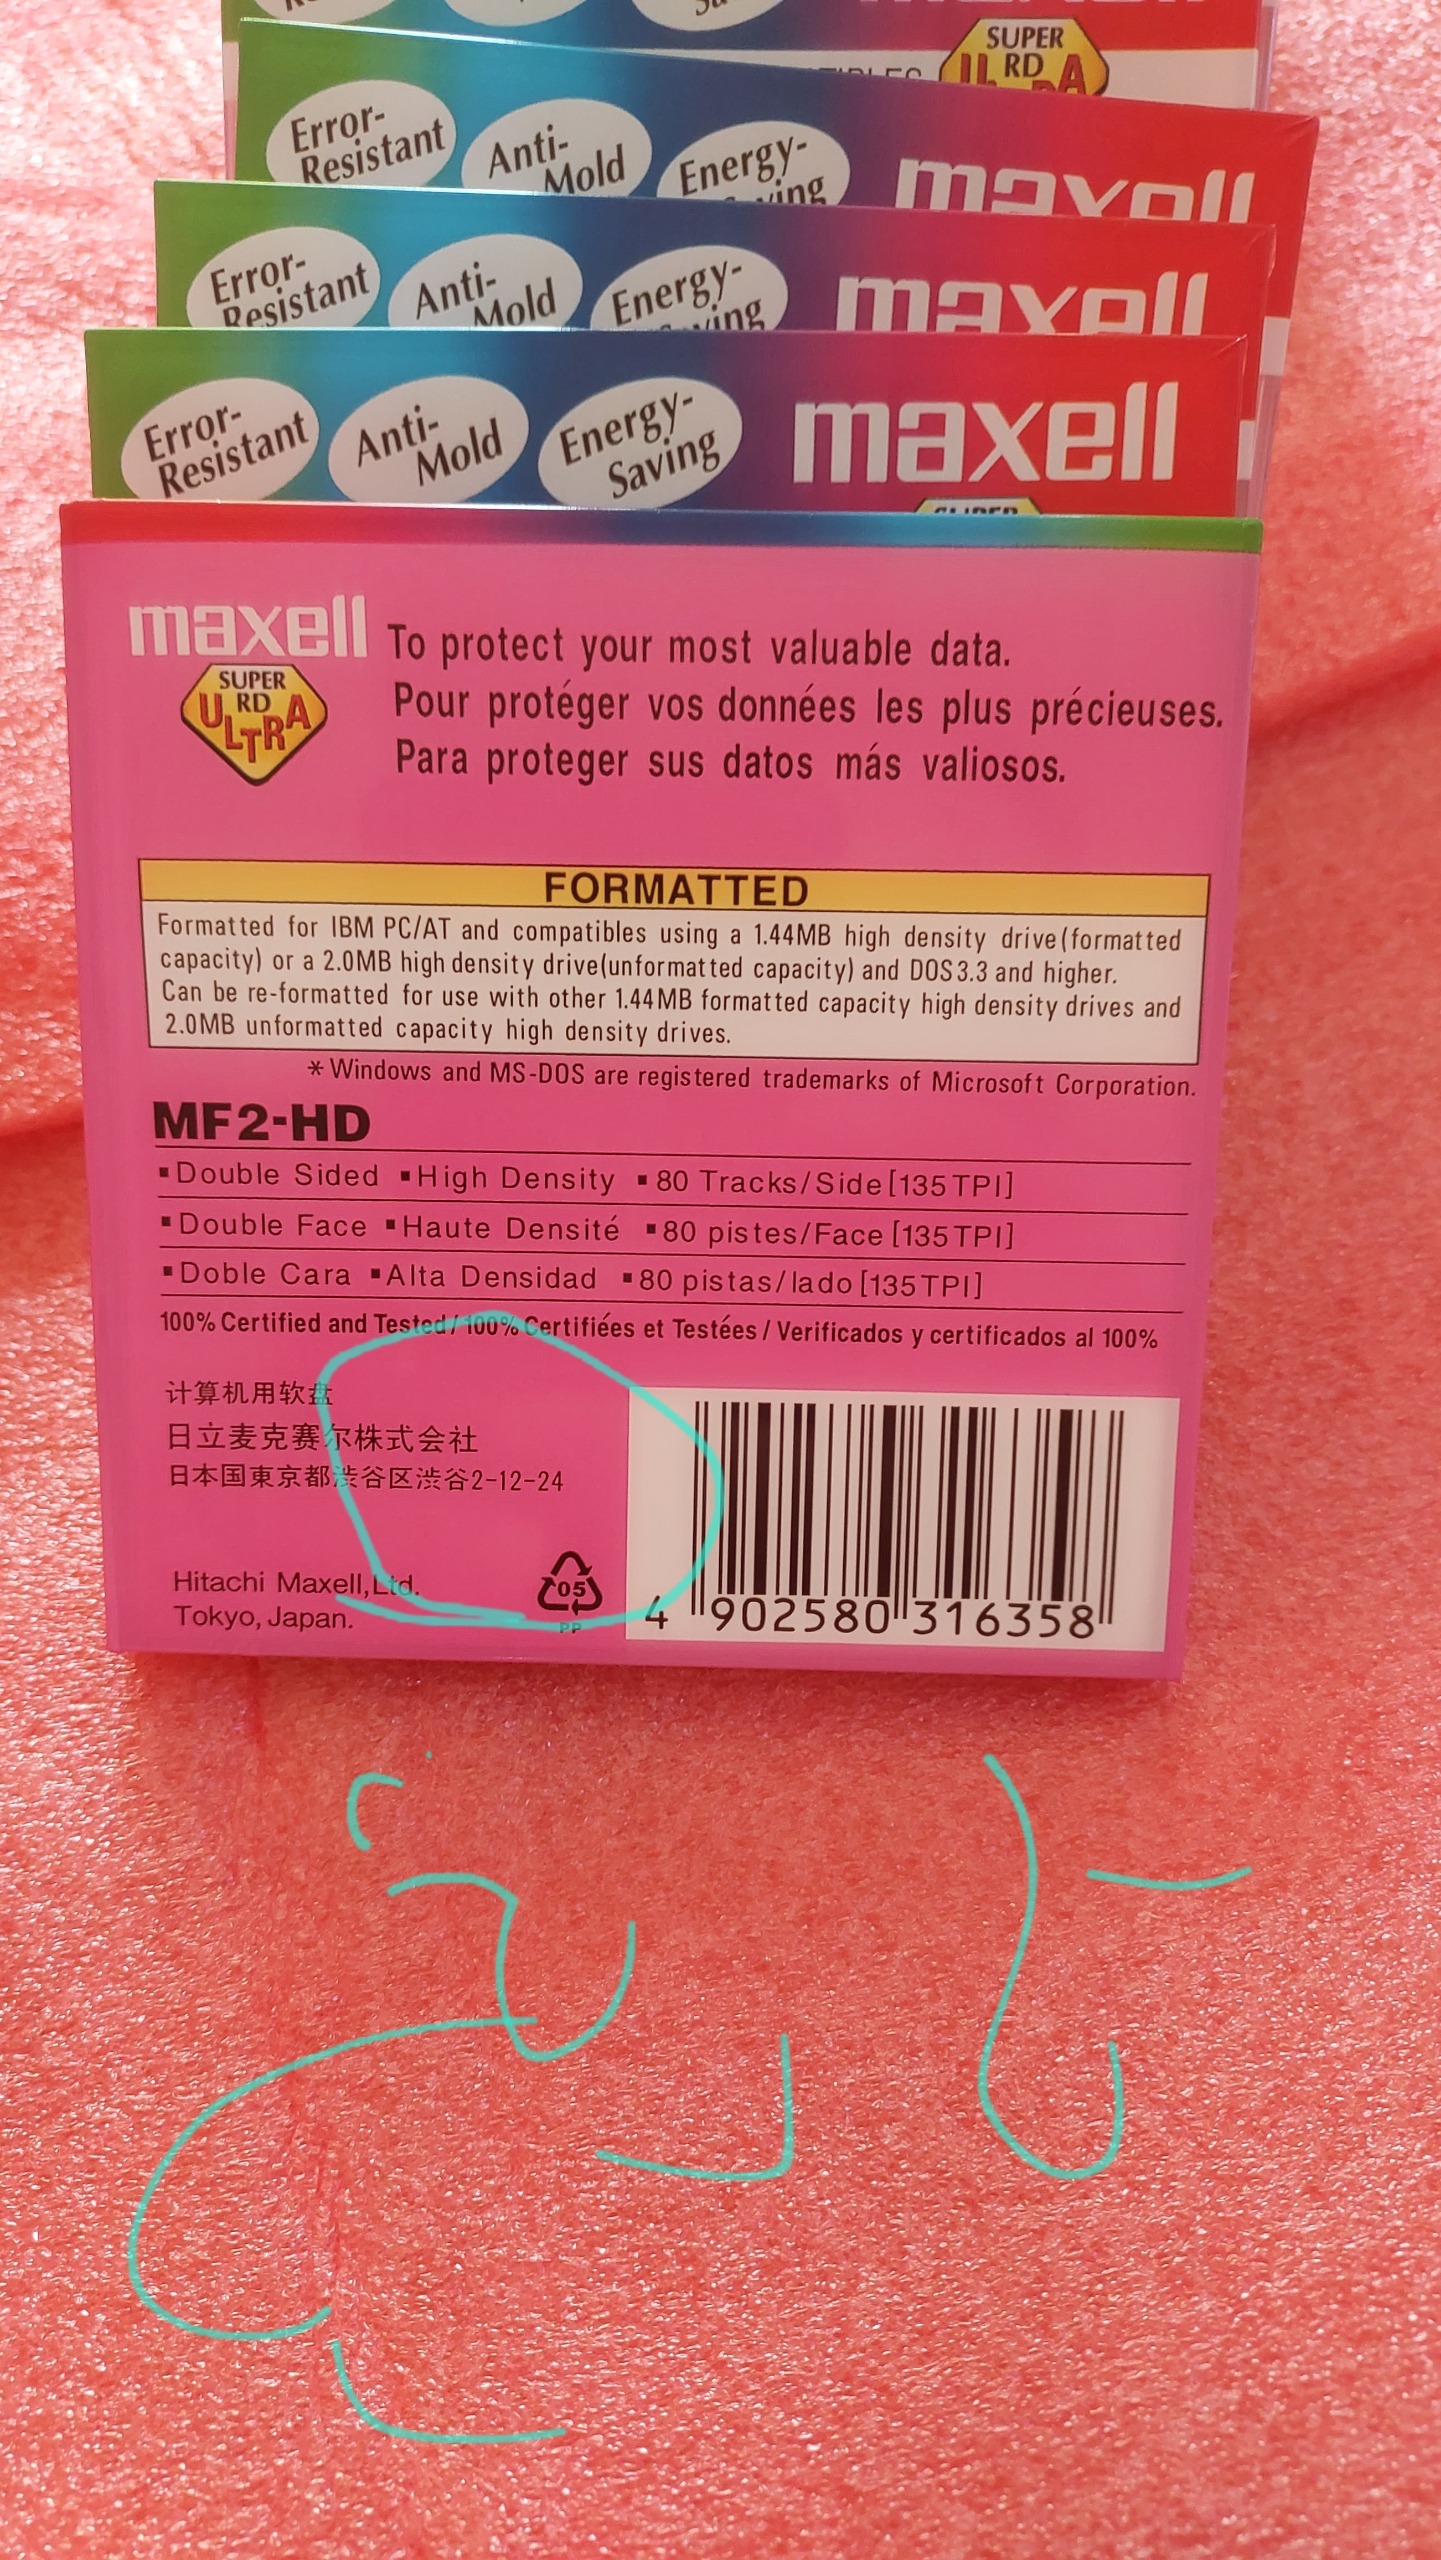 maxell
SUPER
RD
ULTRA
Error-
Resistant
Anti-
Mold
Energy-
Saving
maxell
Error-
Resistant
Anti-
Mold
Energy-
Saving
maxell
Error-
Resistant
Anti-
Mold
Energy-
Saving
maxell
SUPER
maxell
SUPER
RD
ULTRA
To protect your most valuable data.
Pour protéger vos données les plus précieuses.
Para proteger sus datos más valiosos.
FORMATTED
Formatted for IBM PC/AT and compatibles using a 1.44MB high density drive(formatted
capacity) or a 2.0MB high density drive(unformatted capacity) and DOS3.3 and higher.
Can be re-formatted for use with other 1.44MB formatted capacity high density drives and
2.0MB unformatted capacity high density drives.
* Windows and MS-DOS are registered trademarks of Microsoft Corporation.
MF2-HD
▪Double Sided ▪High Density ▪80 Tracks/Side[135TPI]
▪Double Face ▪Haute Densité ▪80 pistes/Face[135TPI]
▪Doble Cara ▪Alta Densidad ▪80 pistas/lado[135TPI]
100% Certified and Tested / 100% Certifiées et Testées / Verificados y certificados al 100%
计算机用软盘
日立麦克赛尔株式会社
日本国東京都渋谷区渋谷2-12-24
Hitachi Maxell,Ltd.
Tokyo, Japan.
05
PP
4 902580 316358